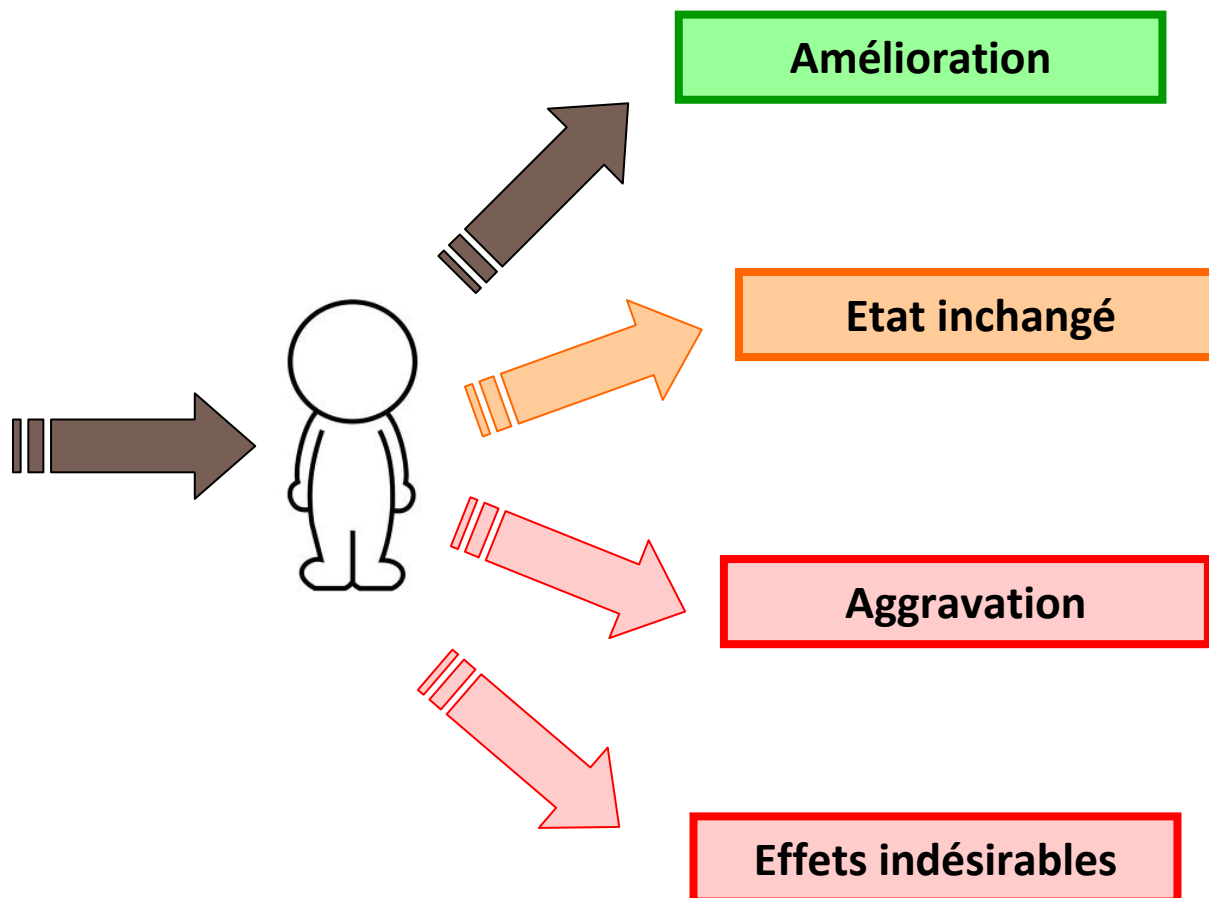 Amélioration
Etat inchangé
Aggravation
Effets indésirables